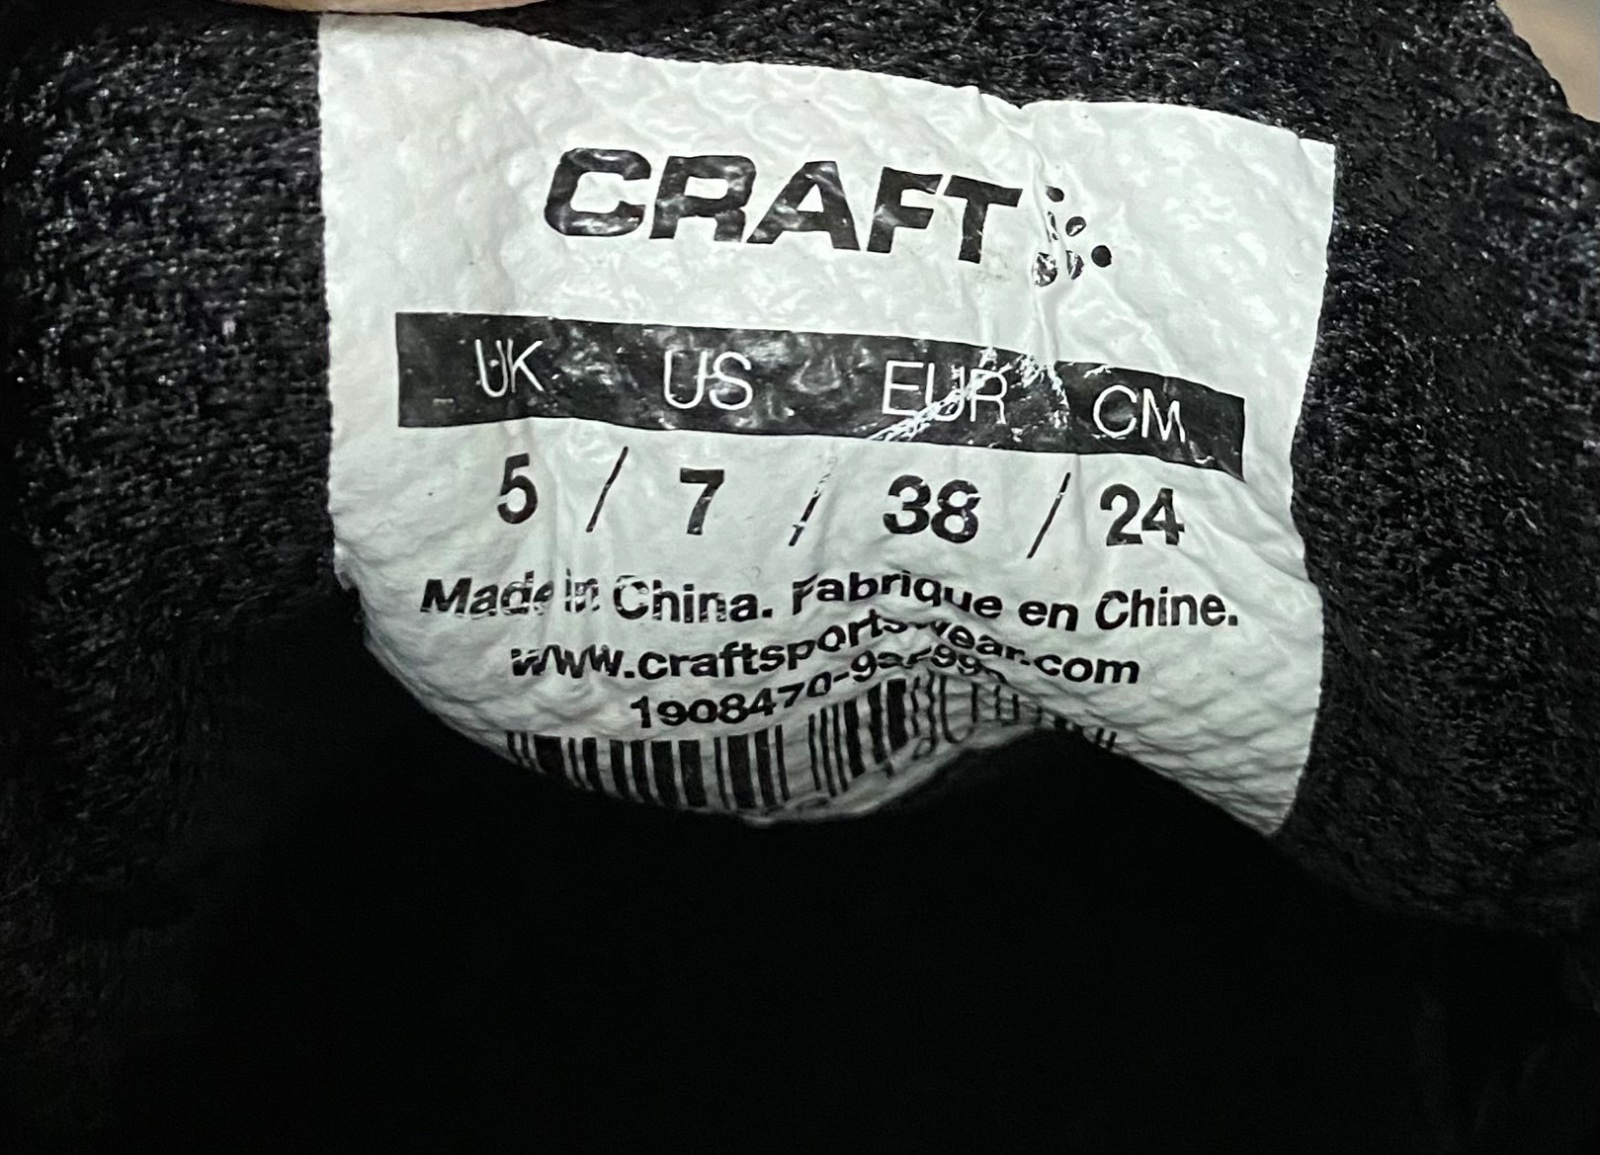 CRAFT
UK US EUR CM
5 / 7 / 38 / 24
Made in China. Fabrique en Chine.
www.craftsportswear.com